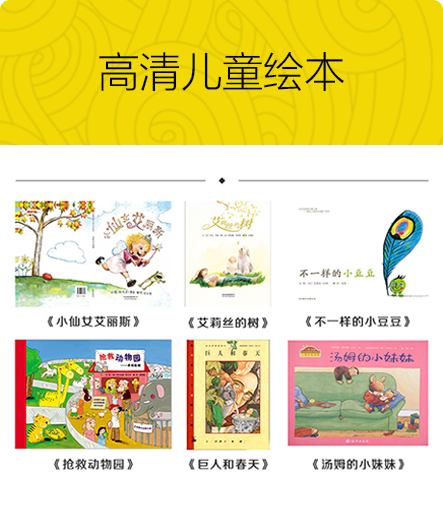 高清儿童绘本
小仙女艾丽斯
艾莉丝的树
不一样的小豆豆
《小仙女艾丽斯》
《艾莉丝的树》
《不一样的小豆豆》
抢救动物园
巨人和春天
汤姆的小妹妹
《抢救动物园》
《巨人和春天》
《汤姆的小妹妹》